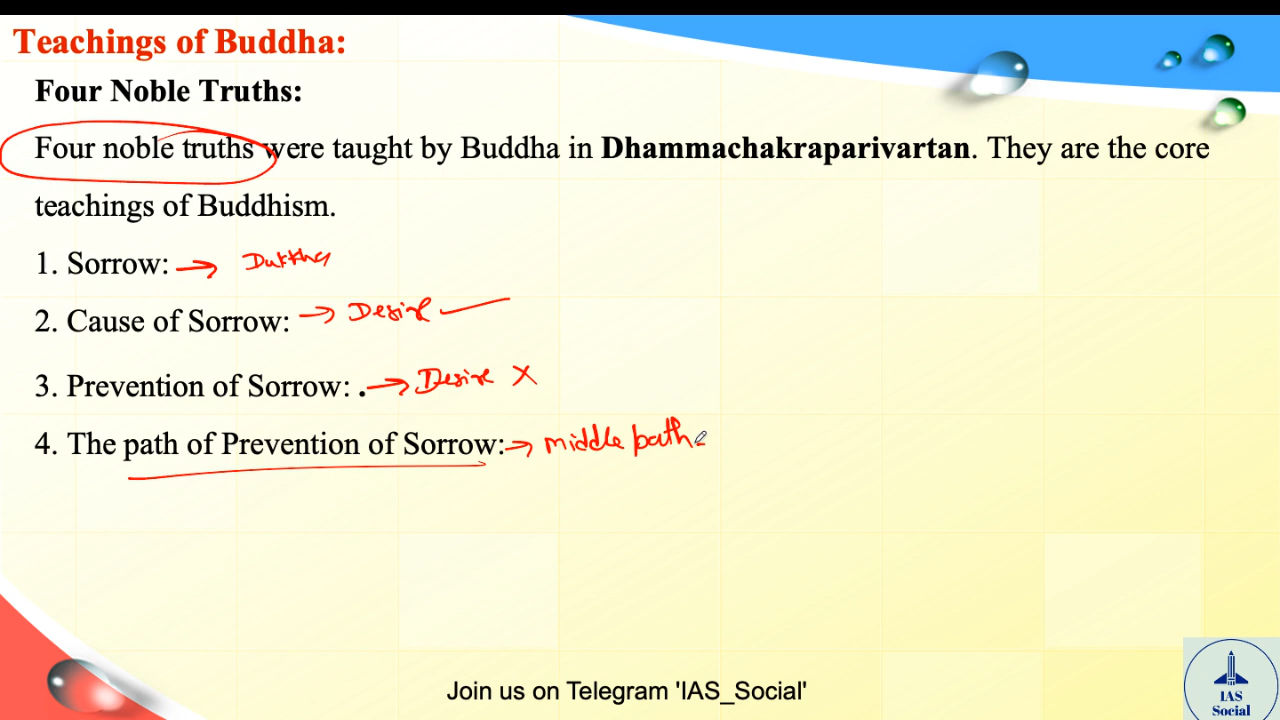 Teachings of Buddha:
Four Noble Truths:
Four noble truths were taught by Buddha in Dhammachakraparivartan. They are the core
teachings of Buddhism.
1. Sorrow: → Dukkha
2. Cause of Sorrow: → Desire
3. Prevention of Sorrow: . → Desire X
4. The path of Prevention of Sorrow: → middle path
Join us on Telegram 'IAS_Social'
IAS
Social